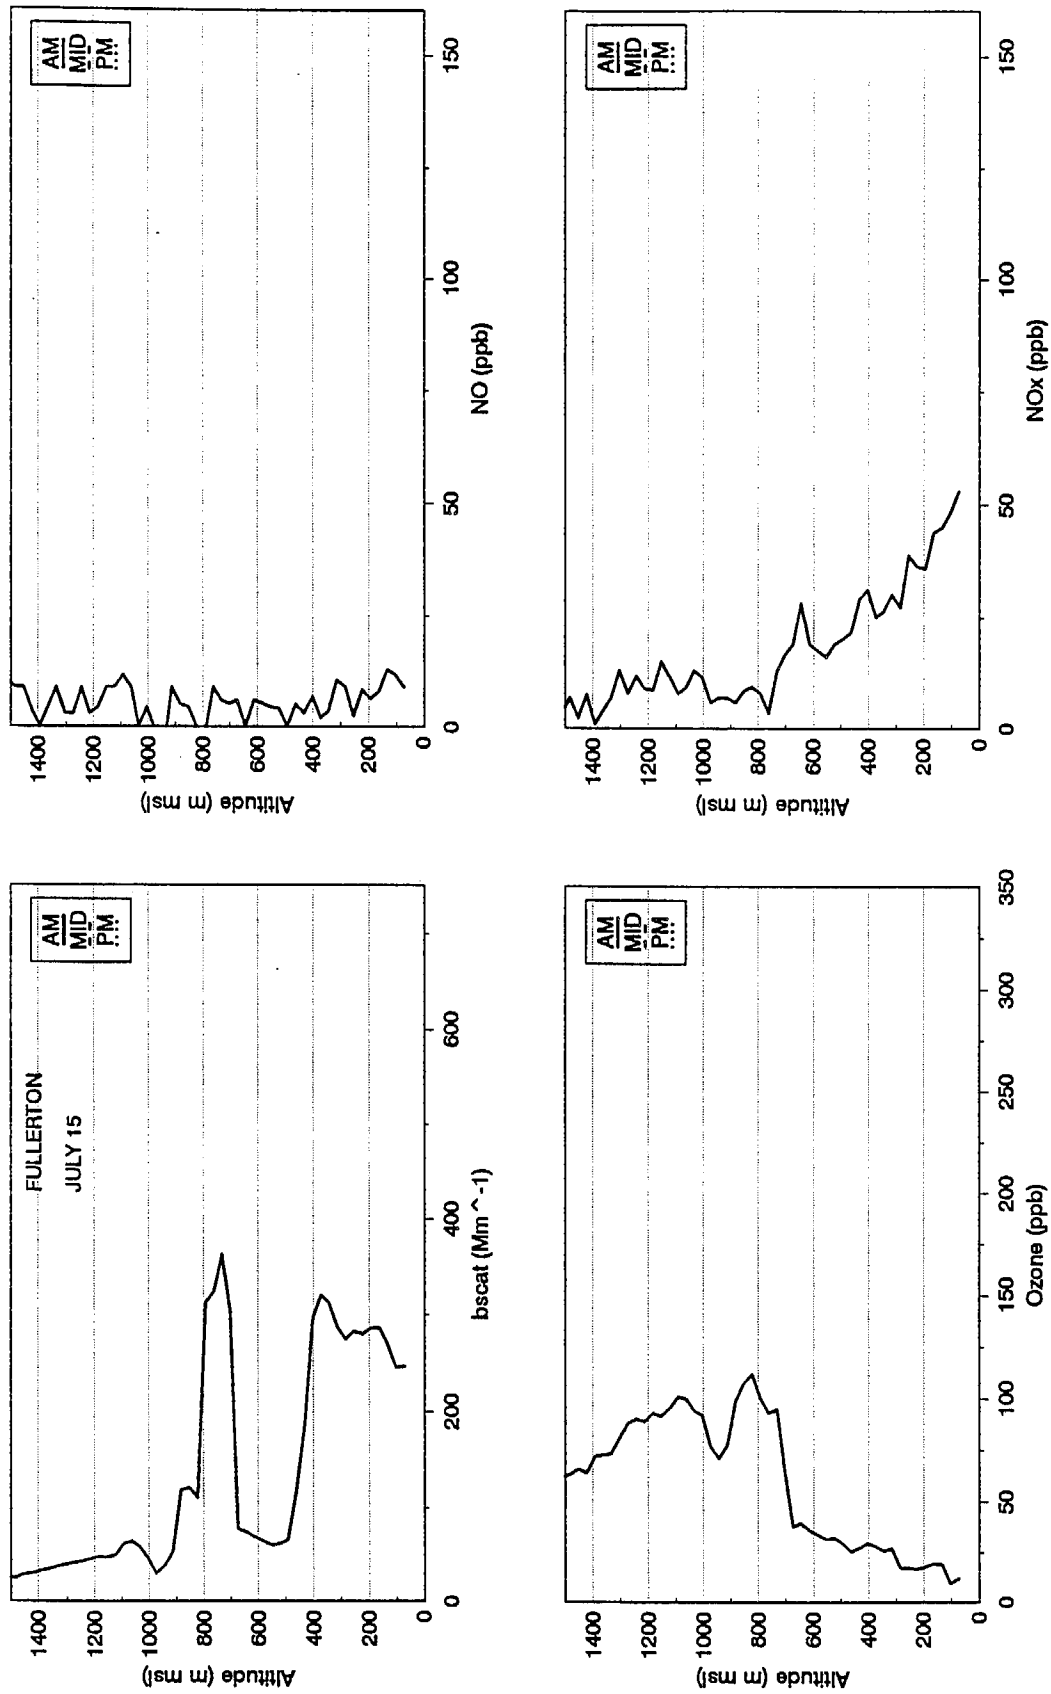 FULLERTON
JULY 15
AM
MID
PM
Altitude (m msl)
1400
1200
1000
800
600
400
200
0
0 200 400 600
bscat (Mm^-1)
AM
MID
PM
Altitude (m msl)
1400
1200
1000
800
600
400
200
0
0 50 100 150
NO (ppb)
AM
MID
PM
Altitude (m msl)
1400
1200
1000
800
600
400
200
0
0 50 100 150 200 250 300 350
Ozone (ppb)
AM
MID
PM
Altitude (m msl)
1400
1200
1000
800
600
400
200
0
0 50 100 150
NOx (ppb)